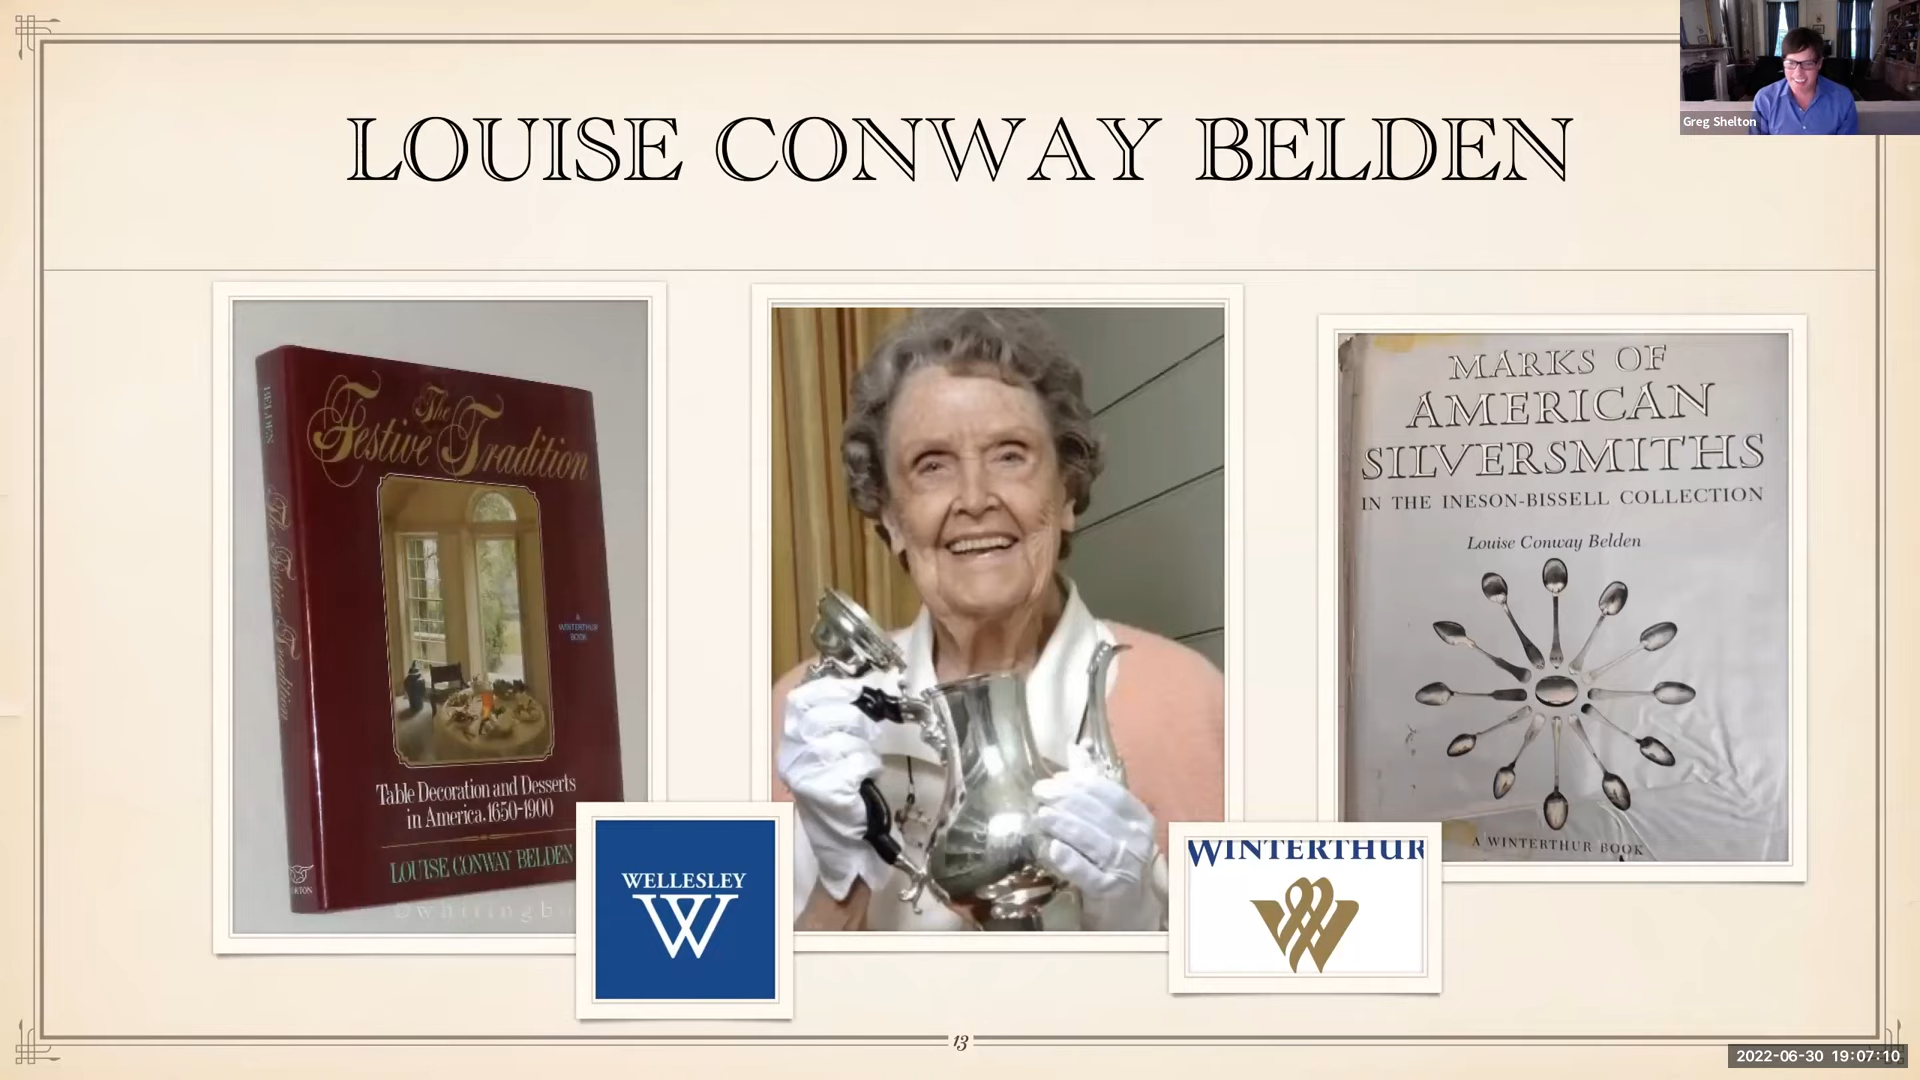 Greg Shelton
LOUISE CONWAY BELDEN
BELDEN
The Festive Tradition
The
Festive Tradition
A
WINTERTHUR
BOOK
Table Decoration and Desserts
in America, 1650-1900
LOUISE CONWAY BELDEN
NORTON
WELLESLEY
W
MARKS OF
AMERICAN
SILVERSMITHS
IN THE INESON-BISSELL COLLECTION
Louise Conway Belden
A WINTERTHUR BOOK
WINTERTHUR
13
2022-06-30 19:07:10